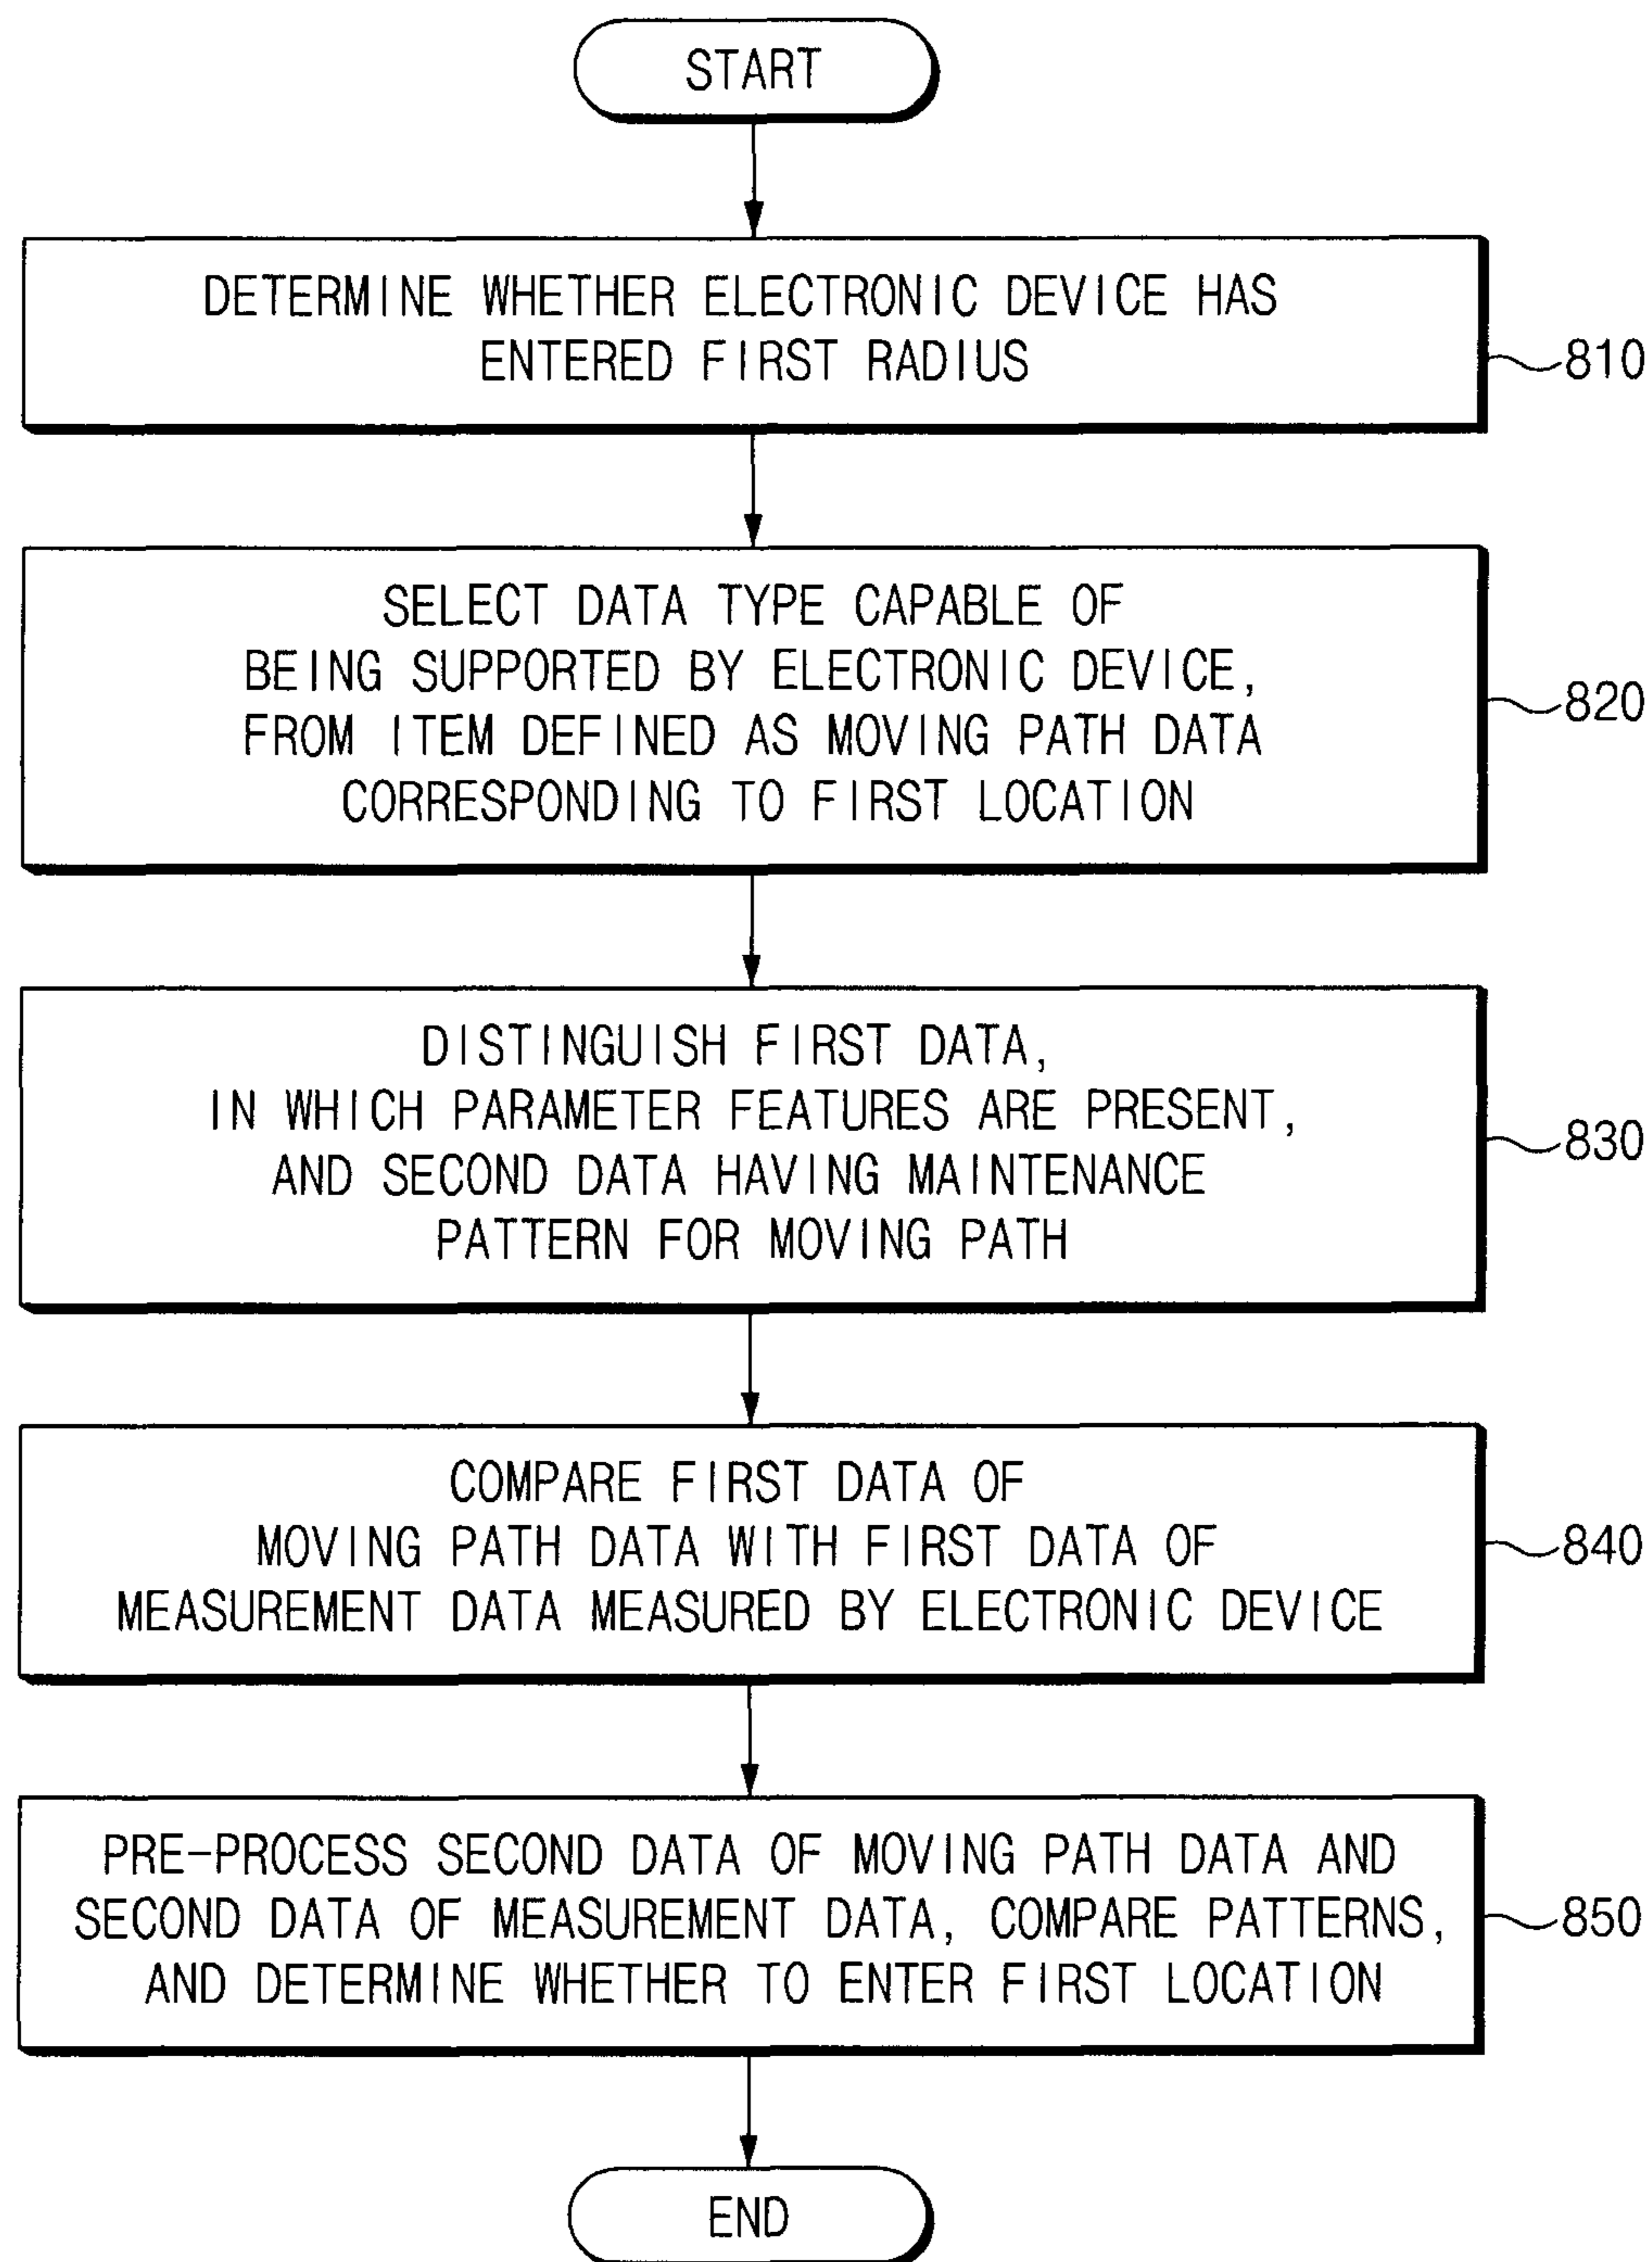 START
DETERMINE WHETHER ELECTRONIC DEVICE HAS
ENTERED FIRST RADIUS
810
SELECT DATA TYPE CAPABLE OF
BEING SUPPORTED BY ELECTRONIC DEVICE,
FROM ITEM DEFINED AS MOVING PATH DATA
CORRESPONDING TO FIRST LOCATION
820
DISTINGUISH FIRST DATA,
IN WHICH PARAMETER FEATURES ARE PRESENT,
AND SECOND DATA HAVING MAINTENANCE
PATTERN FOR MOVING PATH
830
COMPARE FIRST DATA OF
MOVING PATH DATA WITH FIRST DATA OF
MEASUREMENT DATA MEASURED BY ELECTRONIC DEVICE
840
PRE-PROCESS SECOND DATA OF MOVING PATH DATA AND
SECOND DATA OF MEASUREMENT DATA, COMPARE PATTERNS,
AND DETERMINE WHETHER TO ENTER FIRST LOCATION
850
END